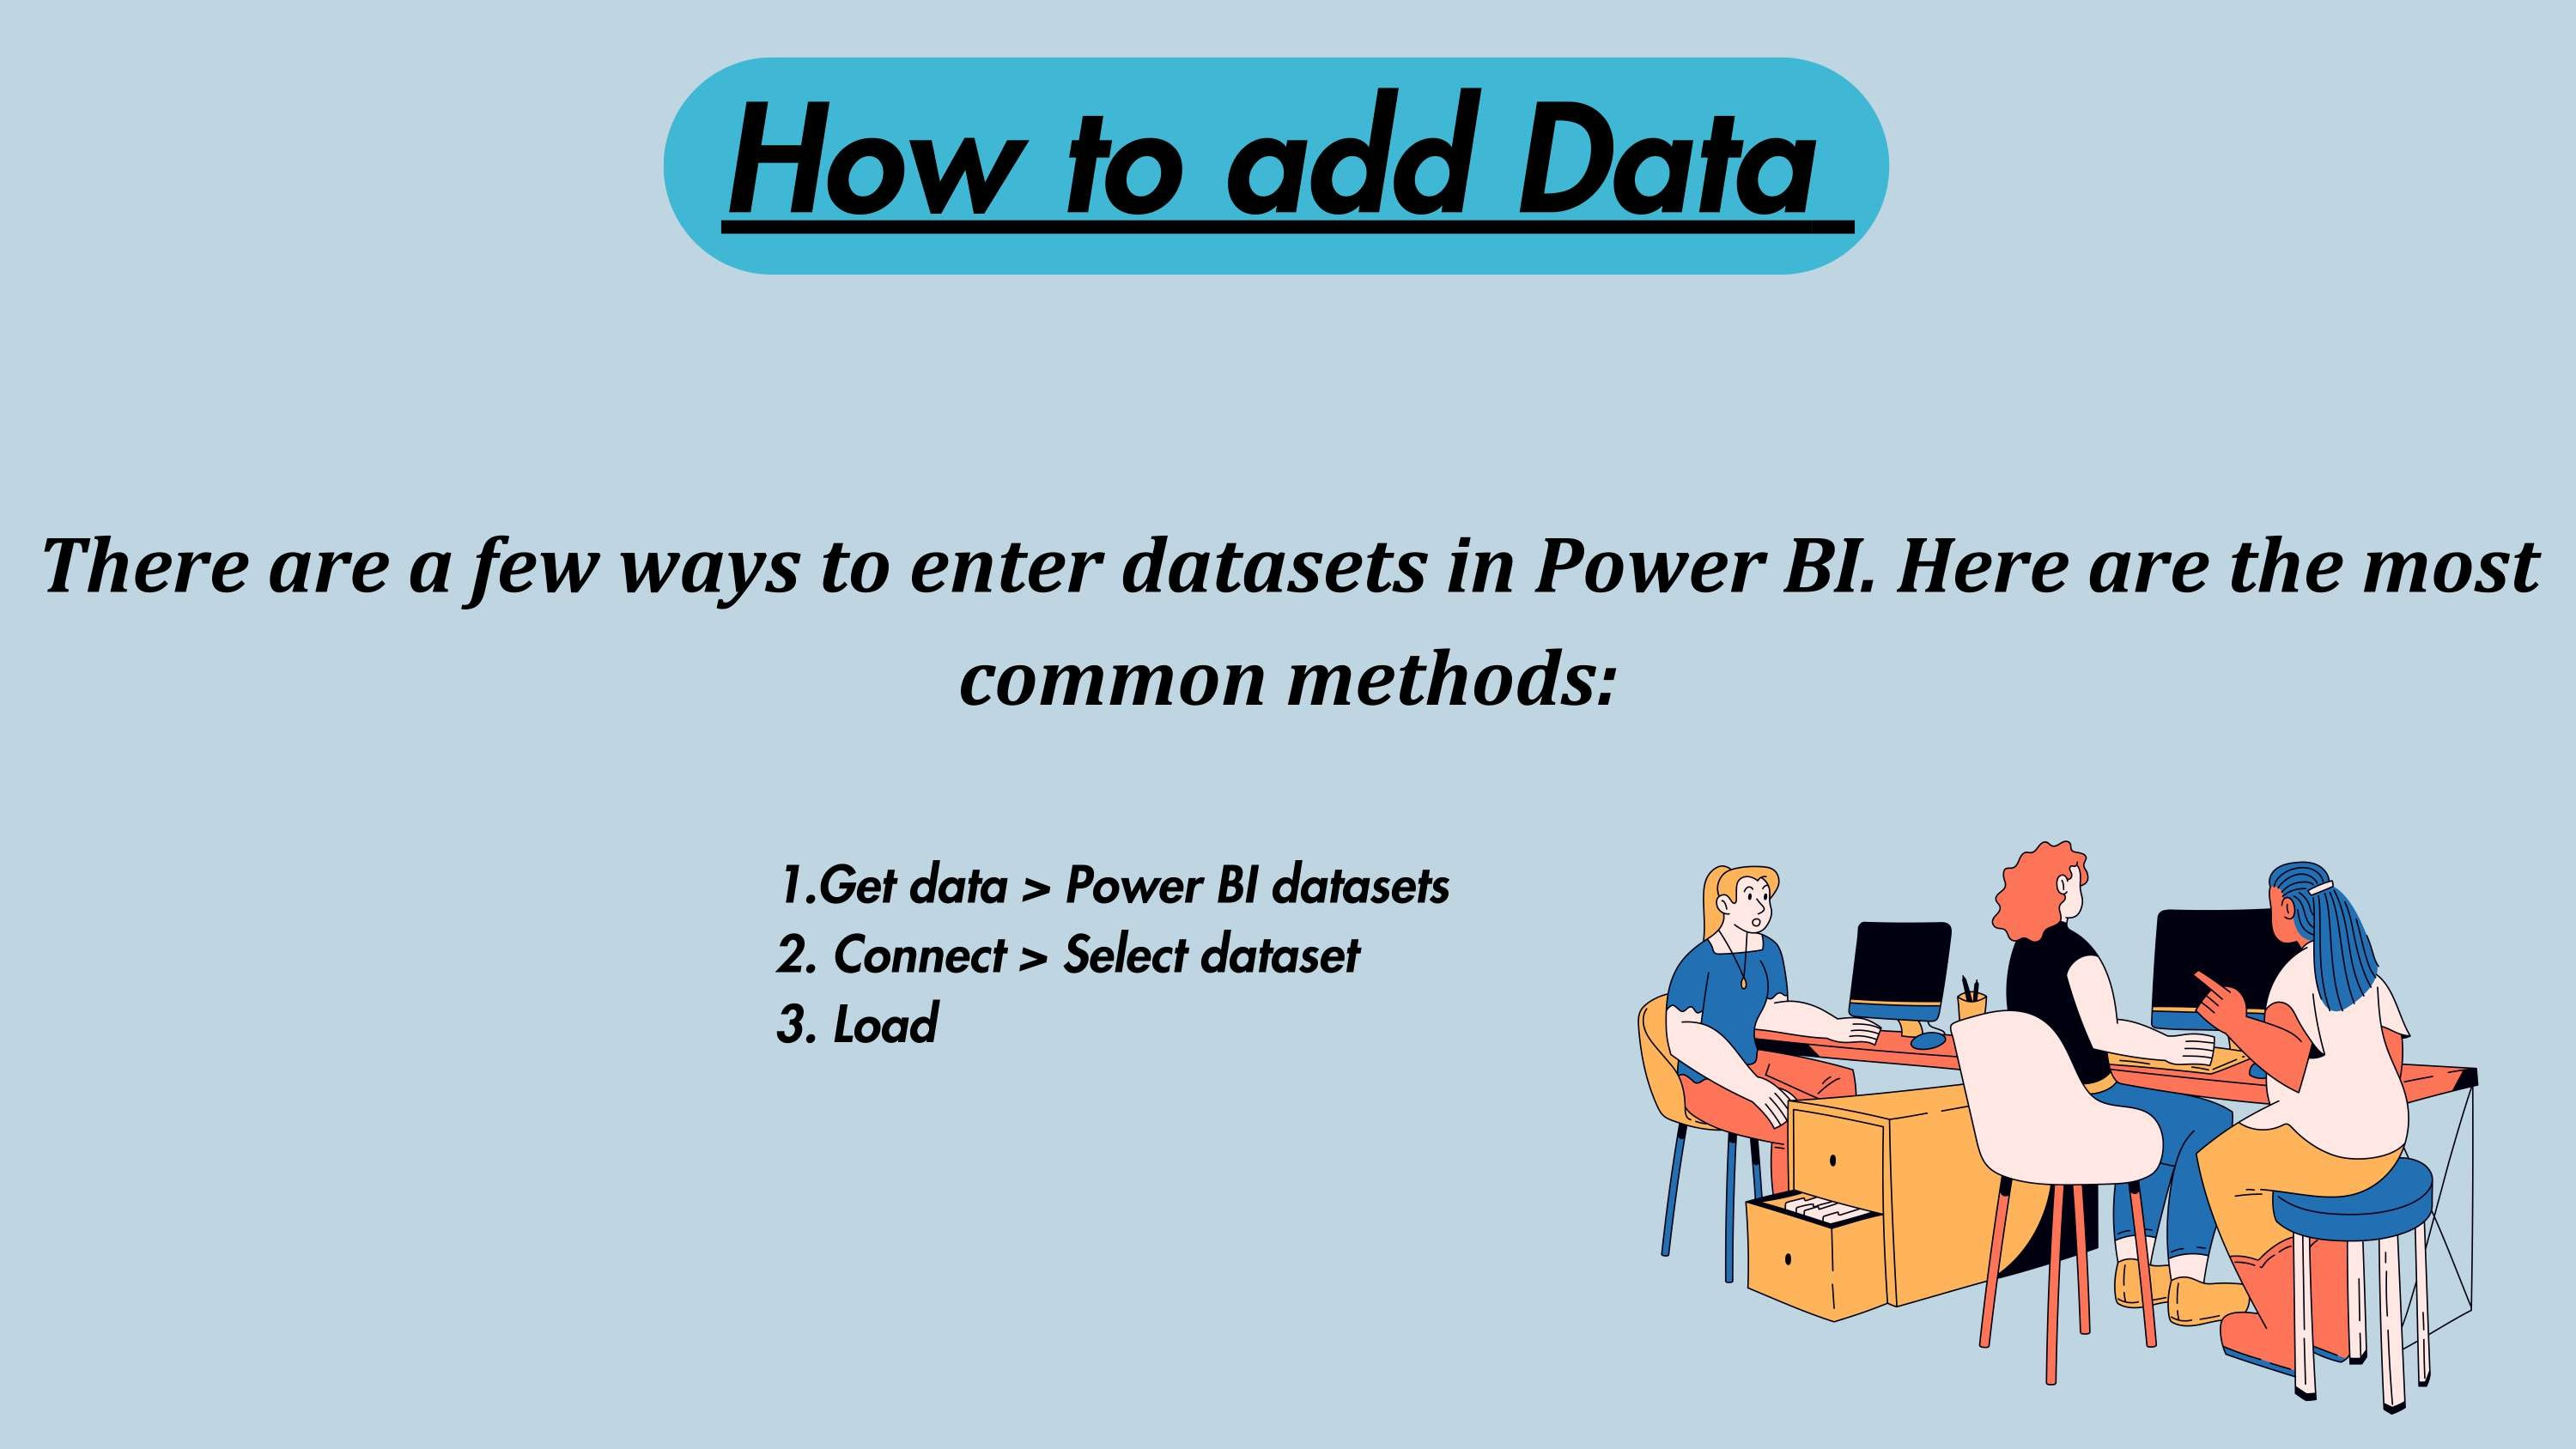 How to add Data
There are a few ways to enter datasets in Power BI. Here are the most
common methods:
1.Get data > Power BI datasets
2. Connect > Select dataset
3. Load